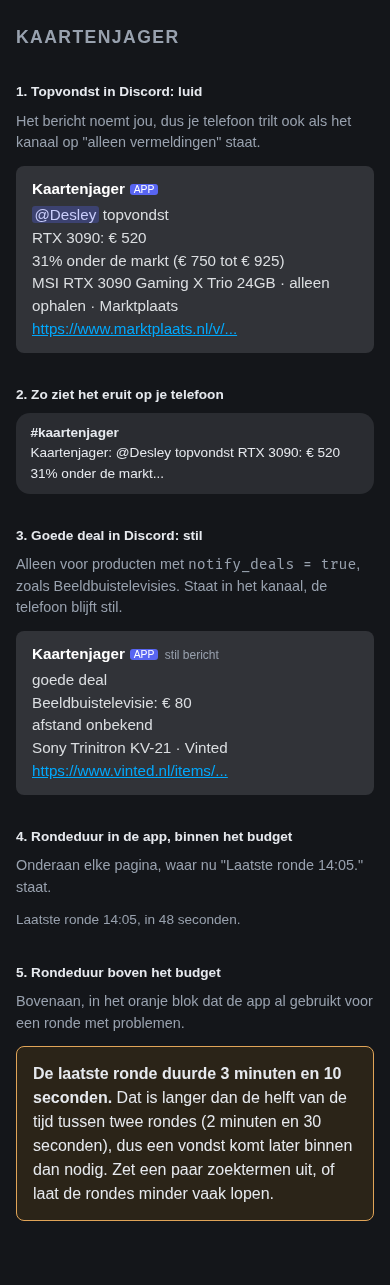 KAARTENJAGER
1. Topvondst in Discord: luid
Het bericht noemt jou, dus je telefoon trilt ook als het
kanaal op "alleen vermeldingen" staat.
Kaartenjager APP
@Desley topvondst
RTX 3090: € 520
31% onder de markt (€ 750 tot € 925)
MSI RTX 3090 Gaming X Trio 24GB · alleen
ophalen · Marktplaats
https://www.marktplaats.nl/v/...
2. Zo ziet het eruit op je telefoon
#kaartenjager
Kaartenjager: @Desley topvondst RTX 3090: € 520
31% onder de markt...
3. Goede deal in Discord: stil
Alleen voor producten met notify_deals = true,
zoals Beeldbuistelevisies. Staat in het kanaal, de
telefoon blijft stil.
Kaartenjager APP stil bericht
goede deal
Beeldbuistelevisie: € 80
afstand onbekend
Sony Trinitron KV-21 · Vinted
https://www.vinted.nl/items/...
4. Rondeduur in de app, binnen het budget
Onderaan elke pagina, waar nu "Laatste ronde 14:05."
staat.
Laatste ronde 14:05, in 48 seconden.
5. Rondeduur boven het budget
Bovenaan, in het oranje blok dat de app al gebruikt voor
een ronde met problemen.
De laatste ronde duurde 3 minuten en 10
seconden. Dat is langer dan de helft van de
tijd tussen twee rondes (2 minuten en 30
seconden), dus een vondst komt later binnen
dan nodig. Zet een paar zoektermen uit, of
laat de rondes minder vaak lopen.